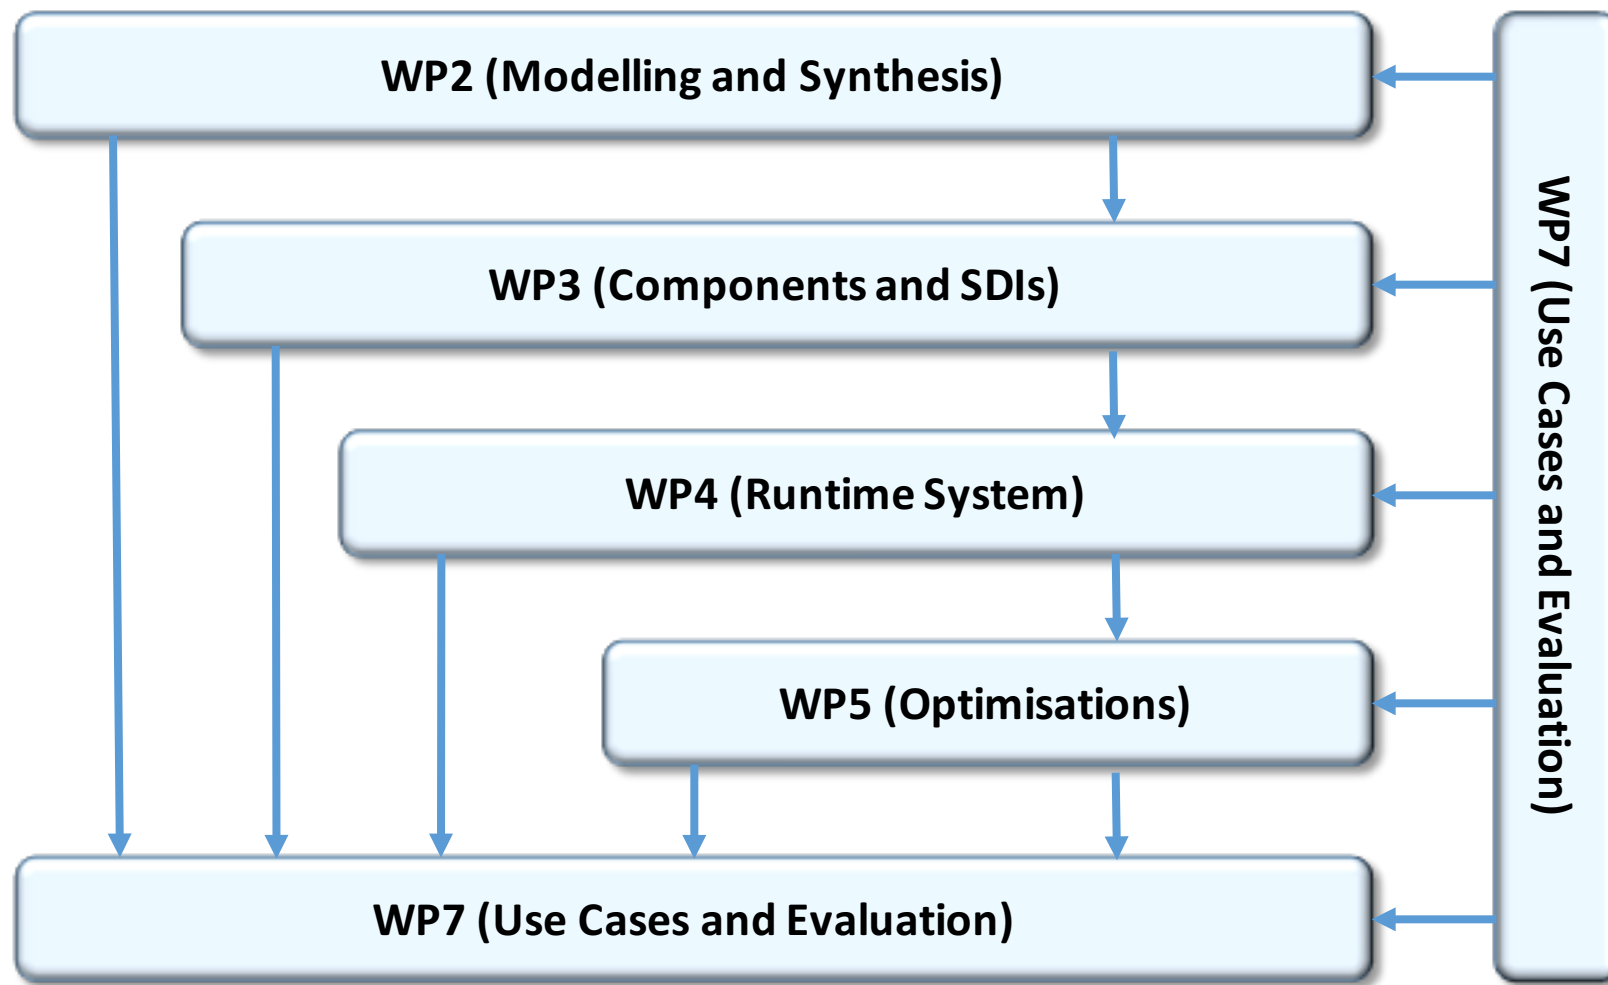 WP2 (Modelling and Synthesis)
WP3 (Components and SDIs)
WP4 (Runtime System)
WP5 (Optimisations)
WP7 (Use Cases and Evaluation)
WP7 (Use Cases and Evaluation)